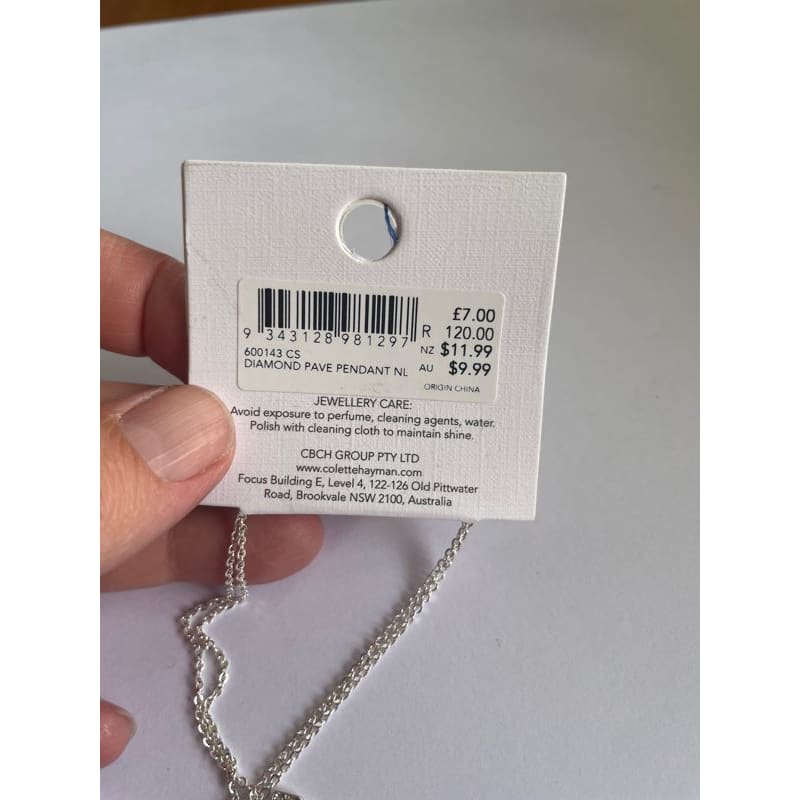 £7.00
R 120.00
NZ $11.99
AU $9.99
9 343128 981297
600143 CS
DIAMOND PAVE PENDANT NL
ORIGIN CHINA
JEWELLERY CARE:
Avoid exposure to perfume, cleaning agents, water.
Polish with cleaning cloth to maintain shine.
CBCH GROUP PTY LTD
www.colettehayman.com
Focus Building E, Level 4, 122-126 Old Pittwater
Road, Brookvale NSW 2100, Australia